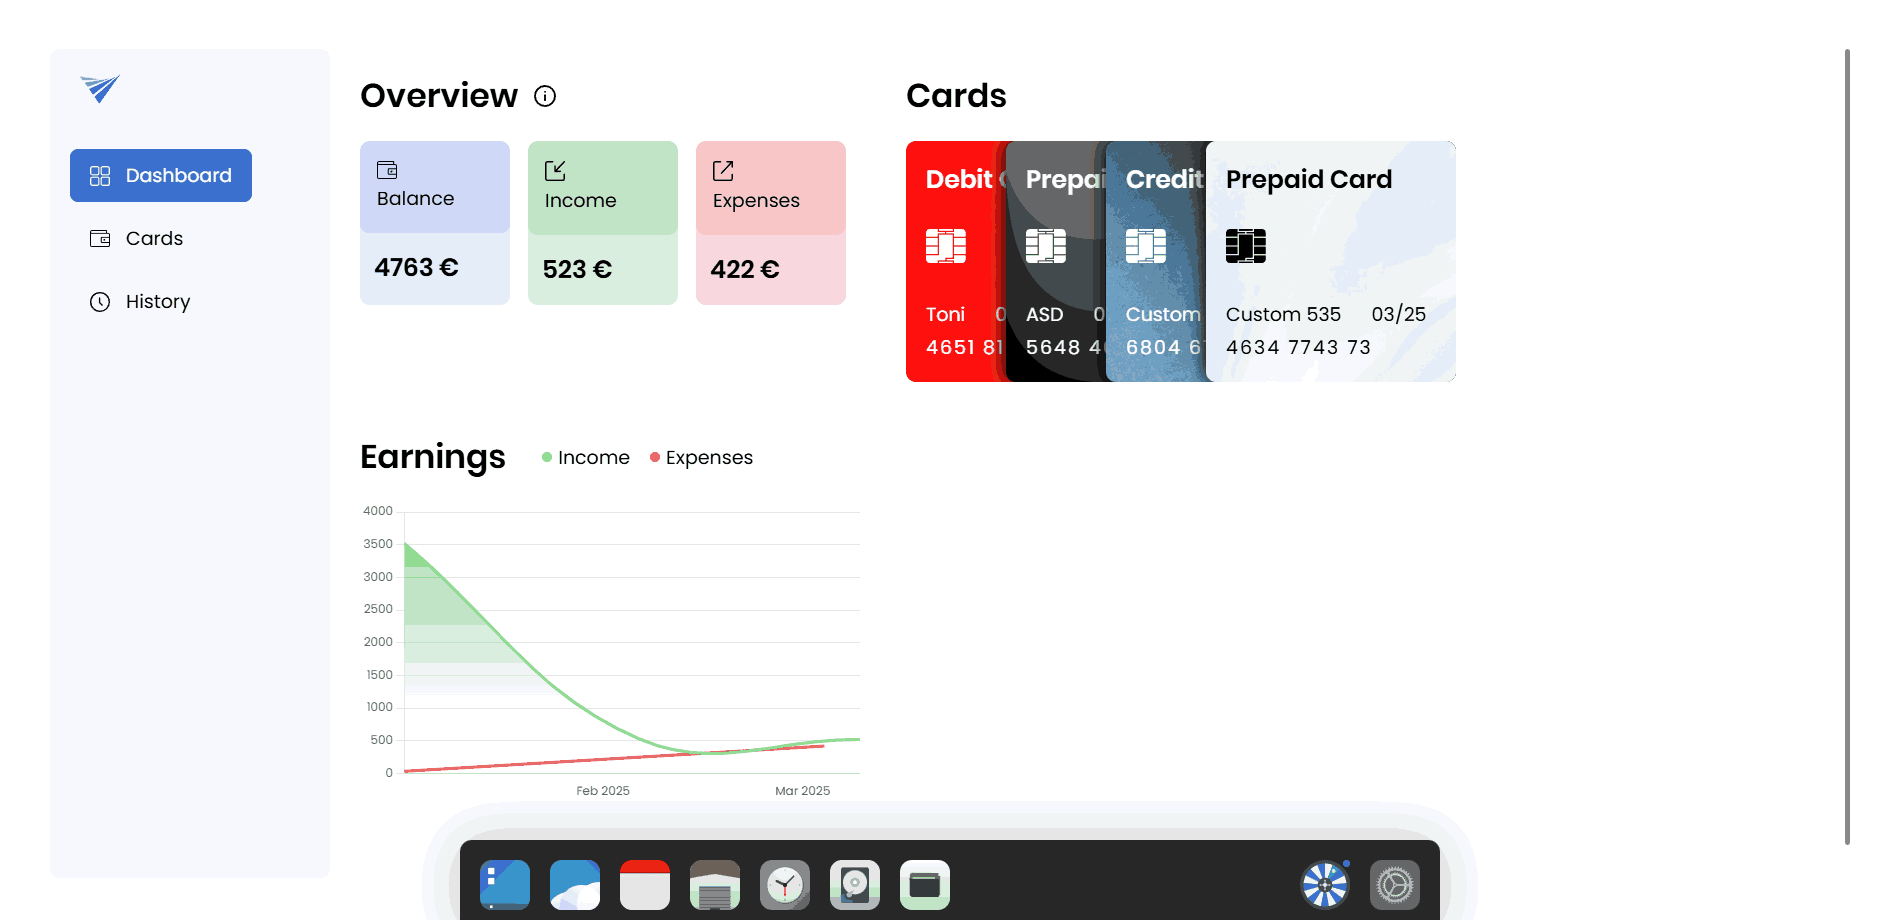 Dashboard
Cards
History
Overview
Balance
4763 €
Income
523 €
Expenses
422 €
Cards
Debit
Toni 0
4651 81
Prepai
ASD 0
5648 4
Credit
Custom
6804 6
Prepaid Card
Custom 535 03/25
4634 7743 73
Earnings
Income
Expenses
4000
3500
3000
2500
2000
1500
1000
500
0
Feb 2025
Mar 2025